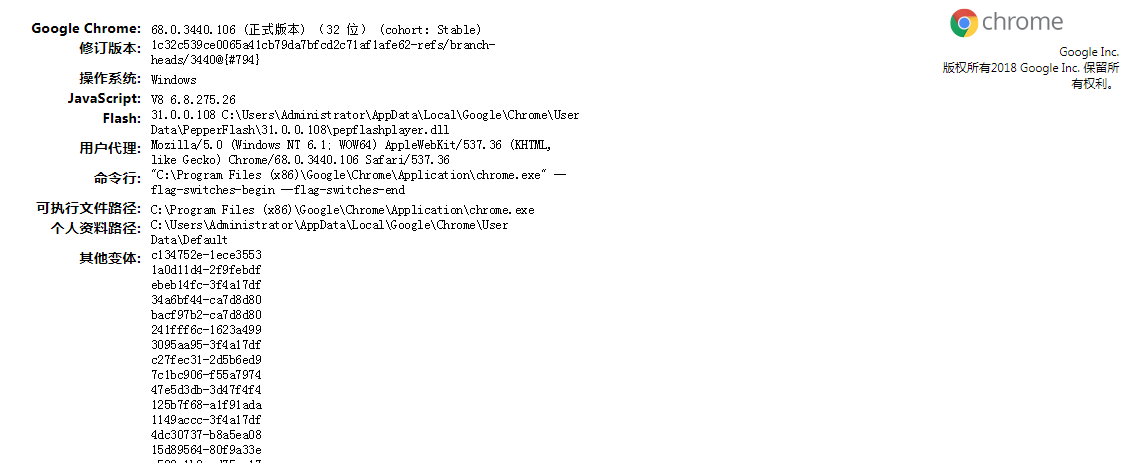 Google Chrome: 68.0.3440.106 (正式版本) (32 位) (cohort: Stable)
修订版本: 1c32c539ce0065a41cb79da7bfcd2c71af1afe62-refs/branch-
heads/3440@{#794}
操作系统: Windows
JavaScript: V8 6.8.275.26
Flash: 31.0.0.108 C:\Users\Administrator\AppData\Local\Google\Chrome\User
Data\PepperFlash\31.0.0.108\pepflashplayer.dll
用户代理: Mozilla/5.0 (Windows NT 6.1; WOW64) AppleWebKit/537.36 (KHTML,
like Gecko) Chrome/68.0.3440.106 Safari/537.36
命令行: "C:\Program Files (x86)\Google\Chrome\Application\chrome.exe" --
flag-switches-begin --flag-switches-end
可执行文件路径: C:\Program Files (x86)\Google\Chrome\Application\chrome.exe
个人资料路径: C:\Users\Administrator\AppData\Local\Google\Chrome\User
Data\Default
其他变体: c134752e-1ece3553
1a0d11d4-2f9febdf
ebeb14fc-3f4a17df
34a6bf44-ca7d8d80
bacf97b2-ca7d8d80
241fff6c-1623a499
3095aa95-3f4a17df
c27fec31-2d5b6ed9
7c1bc906-f55a7974
47e5d3db-3d47f4f4
125b7f68-a1f91ada
1149accc-3f4a17df
4dc30737-b8a5ea08
15d89564-80f9a33e
chrome
Google Inc.
版权所有2018 Google Inc. 保留所
有权利。